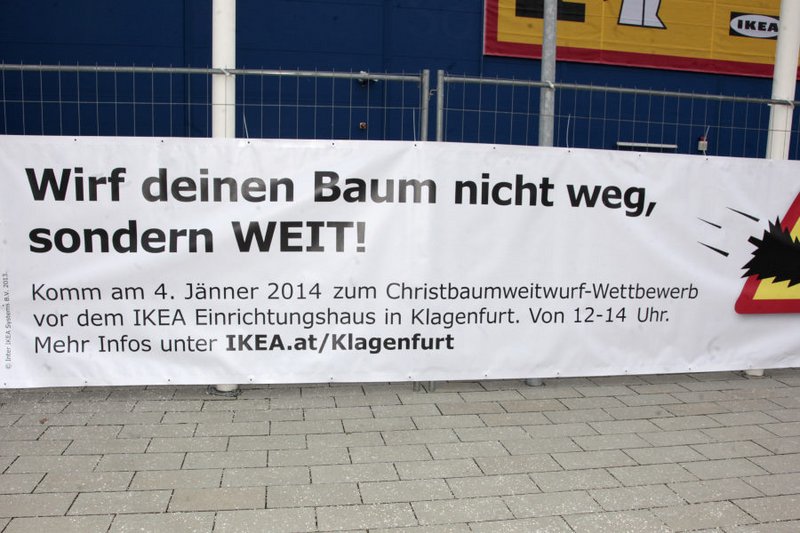 IKEA
Wirf deinen Baum nicht weg,
sondern WEIT!
Komm am 4. Jänner 2014 zum Christbaumweitwurf-Wettbewerb
vor dem IKEA Einrichtungshaus in Klagenfurt. Von 12-14 Uhr.
Mehr Infos unter IKEA.at/Klagenfurt
© Inter IKEA Systems B.V. 2013.